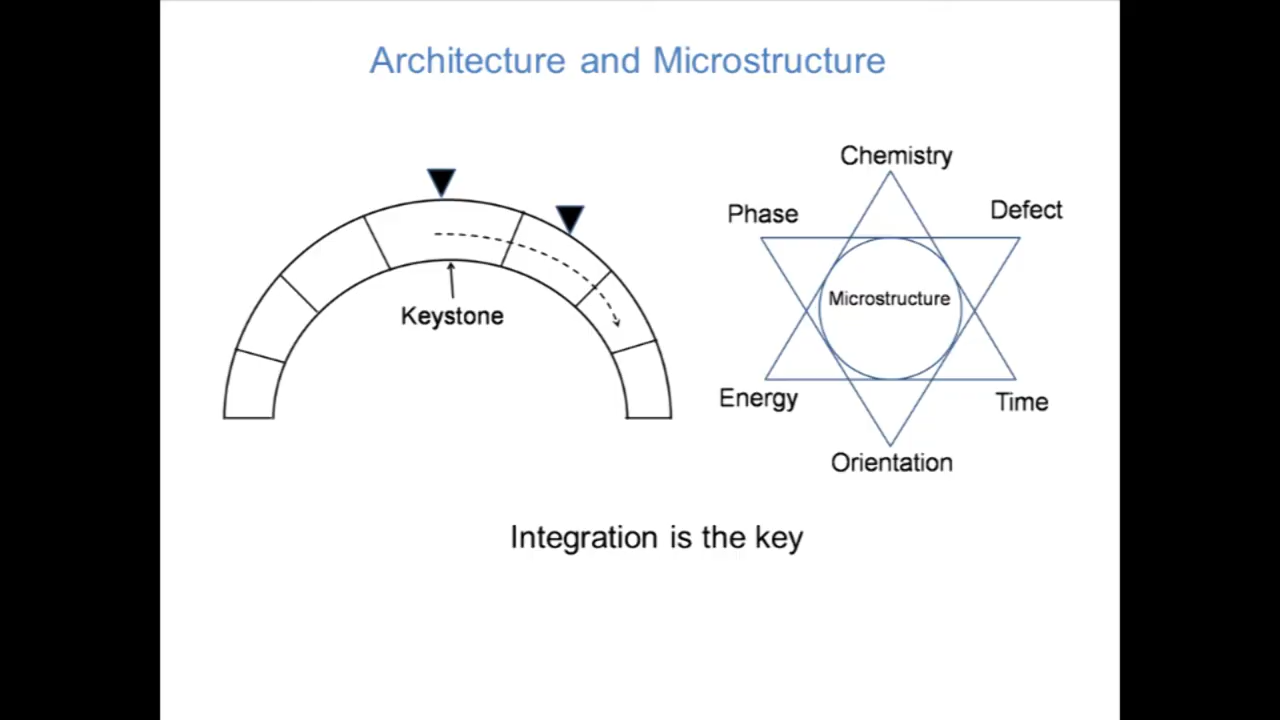 Architecture and Microstructure
Keystone
Chemistry
Phase
Defect
Microstructure
Energy
Time
Orientation
Integration is the key